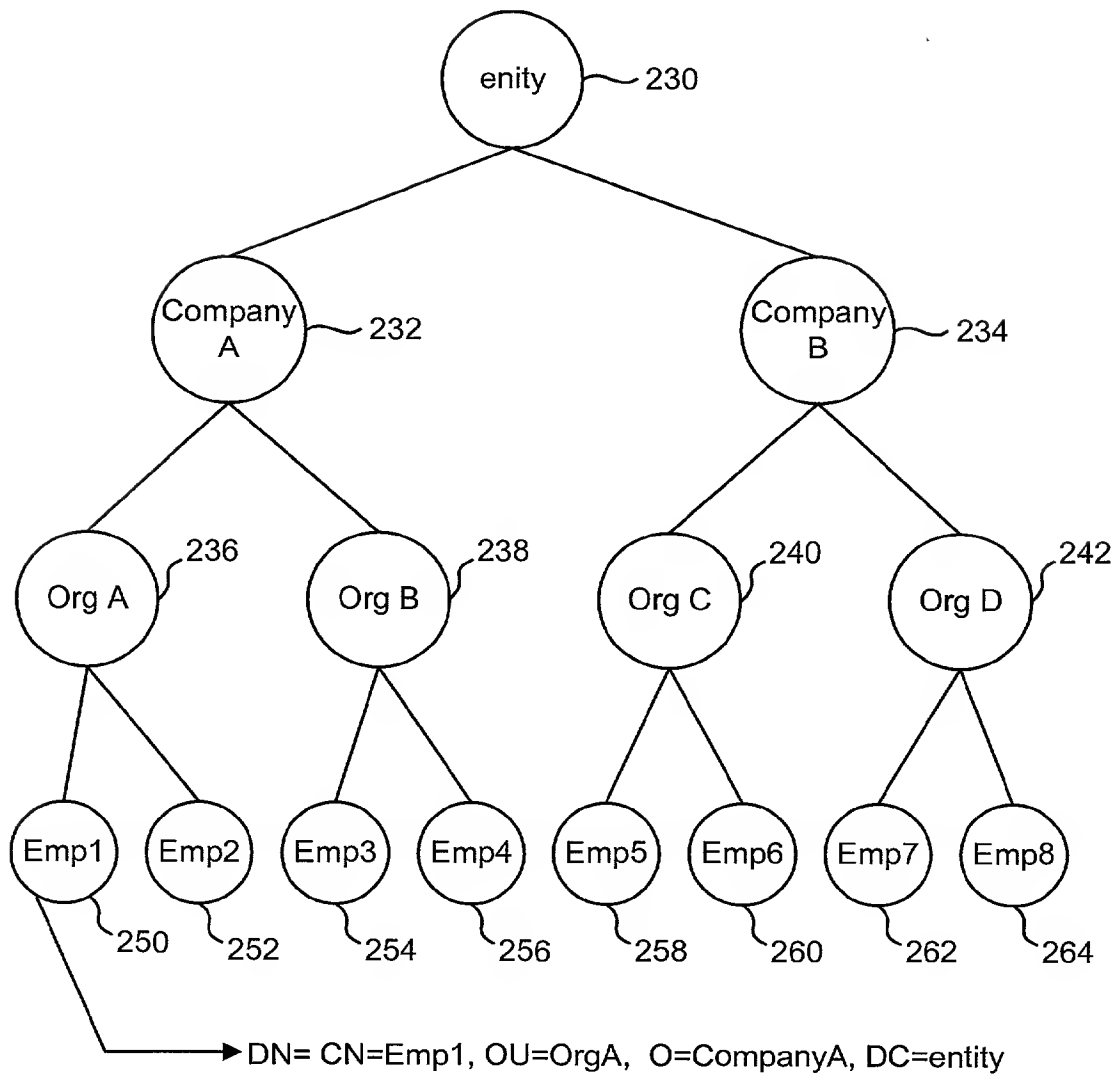 enity
230
Company
A
232
Company
B
234
Org A
236
Org B
238
Org C
240
Org D
242
Emp1
Emp2
Emp3
Emp4
Emp5
Emp6
Emp7
Emp8
250
252
254
256
258
260
262
264
DN= CN=Emp1, OU=OrgA, O=CompanyA, DC=entity